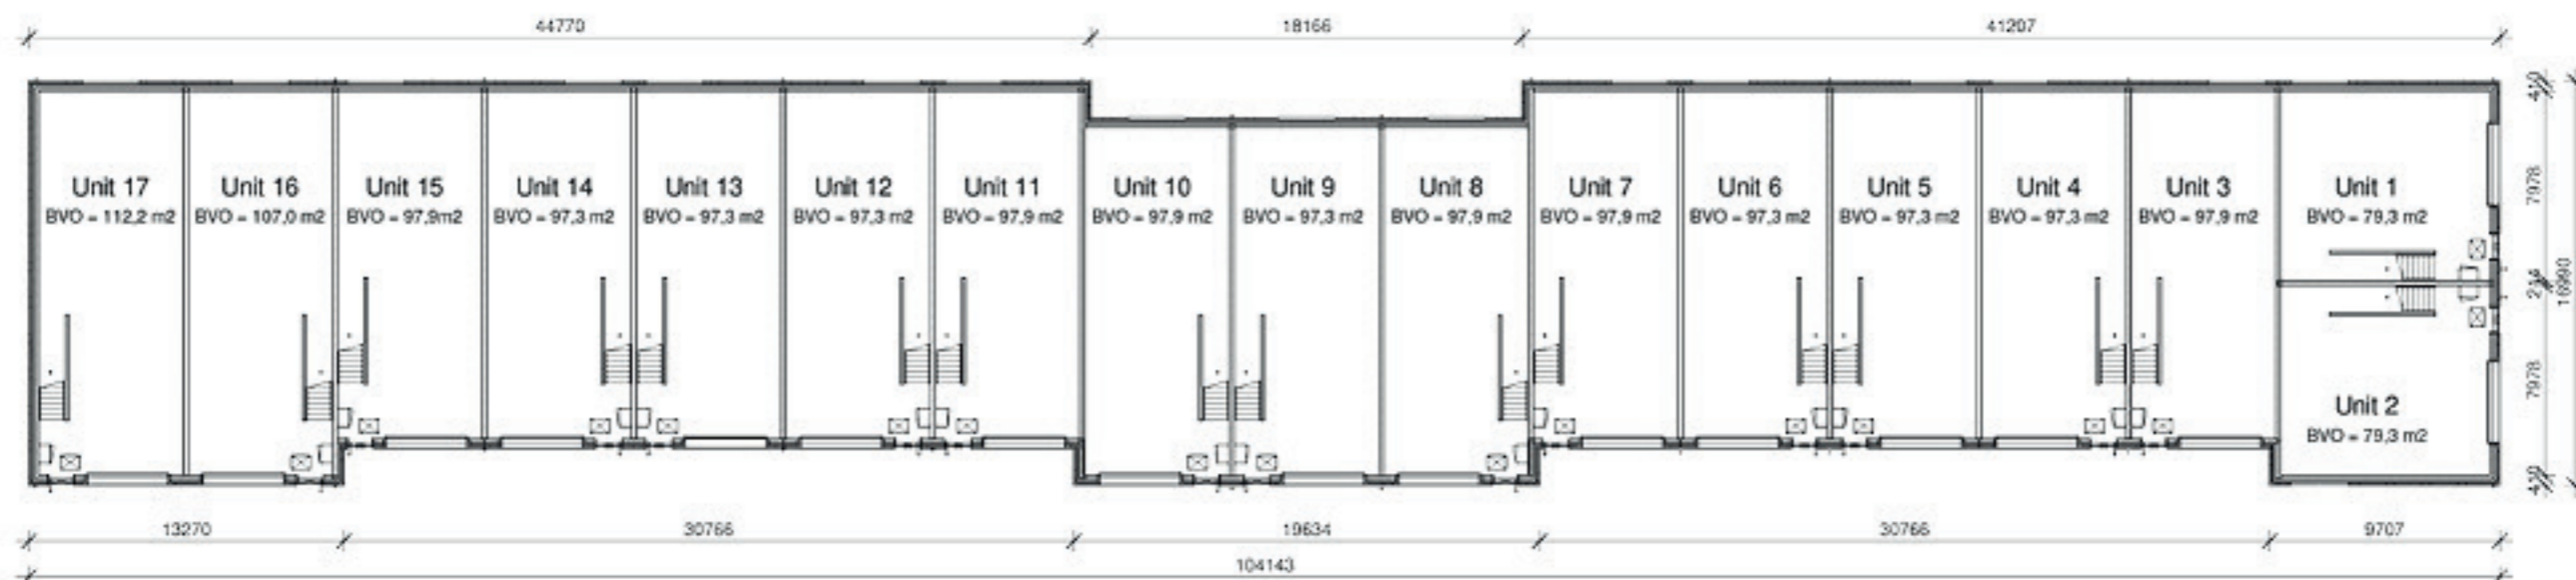 44770 18166 41207
Unit 17 Unit 16 Unit 15 Unit 14 Unit 13 Unit 12 Unit 11 Unit 10 Unit 9 Unit 8 Unit 7 Unit 6 Unit 5 Unit 4 Unit 3 Unit 1
BVO = 112,2 m2 BVO = 107,0 m2 BVO = 97,9m2 BVO = 97,3 m2 BVO = 97,3 m2 BVO = 97,3 m2 BVO = 97,9 m2 BVO = 97,9 m2 BVO = 97,3 m2 BVO = 97,9 m2 BVO = 97,9 m2 BVO = 97,3 m2 BVO = 97,3 m2 BVO = 97,3 m2 BVO = 97,9 m2 BVO = 79,3 m2
7978
16990
7978
Unit 2
BVO = 79,3 m2
13270 30766 19634 30766 9707
104143